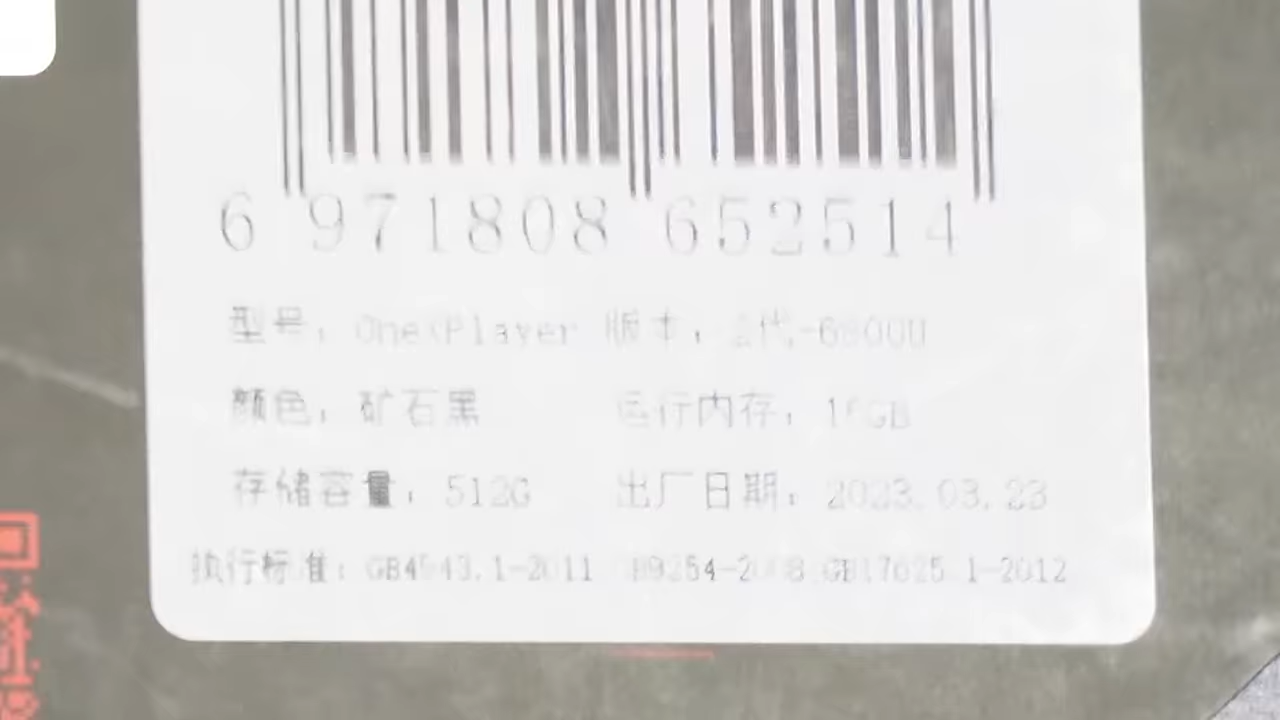 6 971808 652514
型号: OneXPlayer 版本: 2代-6800U
颜色: 矿石黑 运行内存: 16GB
存储容量: 512G 出厂日期: 2023.03.23
执行标准: GB4943.1-2011 GB17625.1-2012